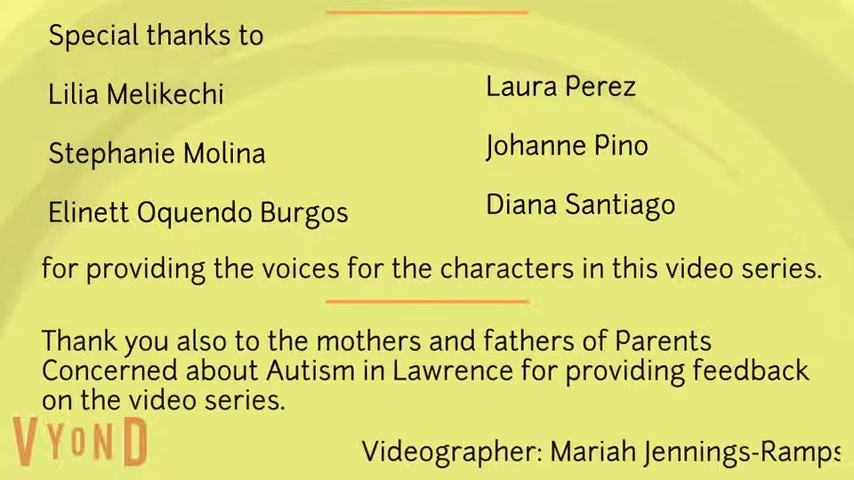 Special thanks to
Lilia Melikechi
Stephanie Molina
Elinett Oquendo Burgos
Laura Perez
Johanne Pino
Diana Santiago
for providing the voices for the characters in this video series.
Thank you also to the mothers and fathers of Parents
Concerned about Autism in Lawrence for providing feedback
on the video series.
VYOND
Videographer: Mariah Jennings-Ramps